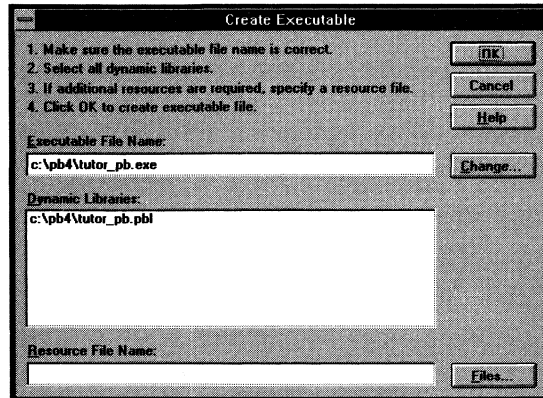 Create Executable
1. Make sure the executable file name is correct.
2. Select all dynamic libraries.
3. If additional resources are required, specify a resource file.
4. Click OK to create executable file.
OK
Cancel
Help
Executable File Name:
c:\pb4\tutor_pb.exe
Change...
Dynamic Libraries:
c:\pb4\tutor_pb.pbl
Resource File Name:
Files...